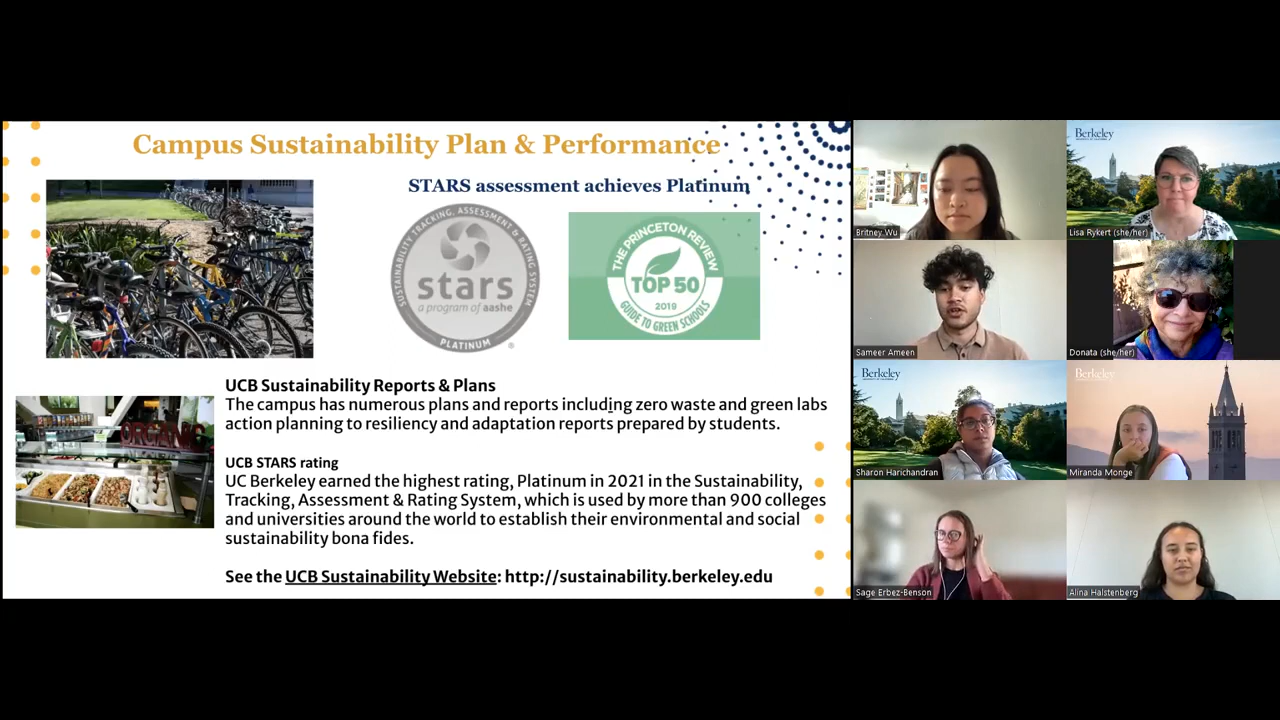 Campus Sustainability Plan & Performance
STARS assessment achieves Platinum
SUSTAINABILITY TRACKING, ASSESSMENT & RATING SYSTEM
stars
a program of aashe
PLATINUM
®
THE PRINCETON REVIEW
TOP 50
2019
GUIDE TO GREEN SCHOOLS
ORGANIC
UCB Sustainability Reports & Plans
The campus has numerous plans and reports including zero waste and green labs
action planning to resiliency and adaptation reports prepared by students.
UCB STARS rating
UC Berkeley earned the highest rating, Platinum in 2021 in the Sustainability,
Tracking, Assessment & Rating System, which is used by more than 900 colleges
and universities around the world to establish their environmental and social
sustainability bona fides.
See the UCB Sustainability Website: http://sustainability.berkeley.edu
Britney Wu
Berkeley
Lisa Rykert (she/her)
Sameer Ameen
Donata (she/her)
Berkeley
Sharon Harichandran
Berkeley
Miranda Monge
Sage Erbez-Benson
Alina Halstenberg